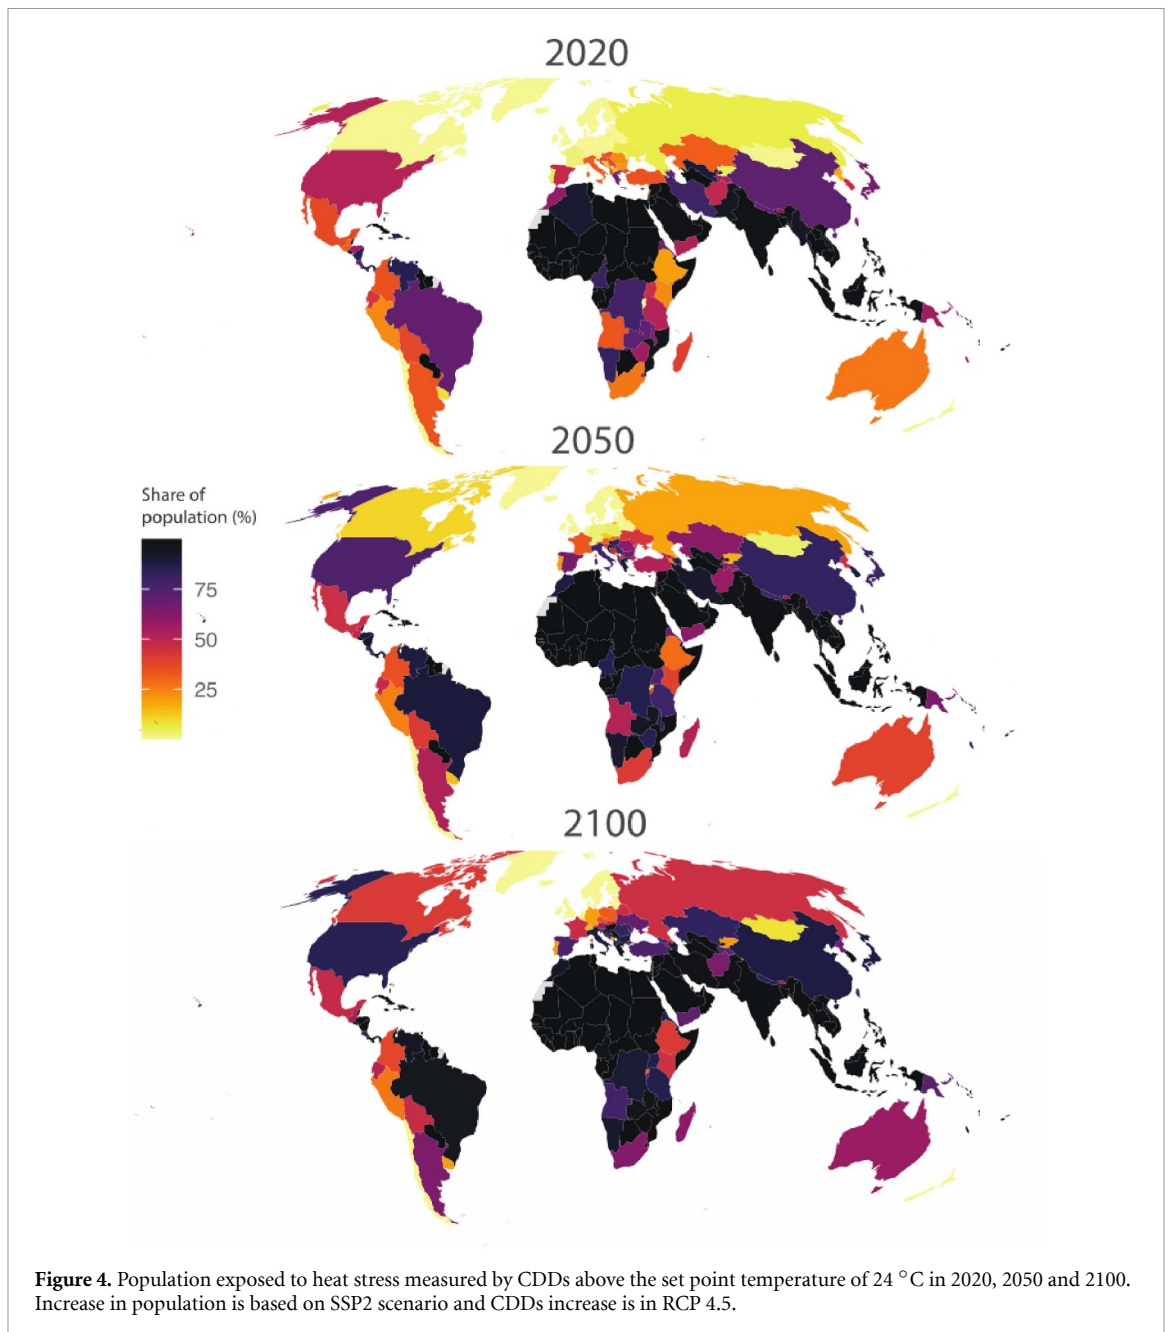 2020
2050
Share of
population (%)
75
50
25
2100
Figure 4. Population exposed to heat stress measured by CDDs above the set point temperature of 24 °C in 2020, 2050 and 2100.
Increase in population is based on SSP2 scenario and CDDs increase is in RCP 4.5.